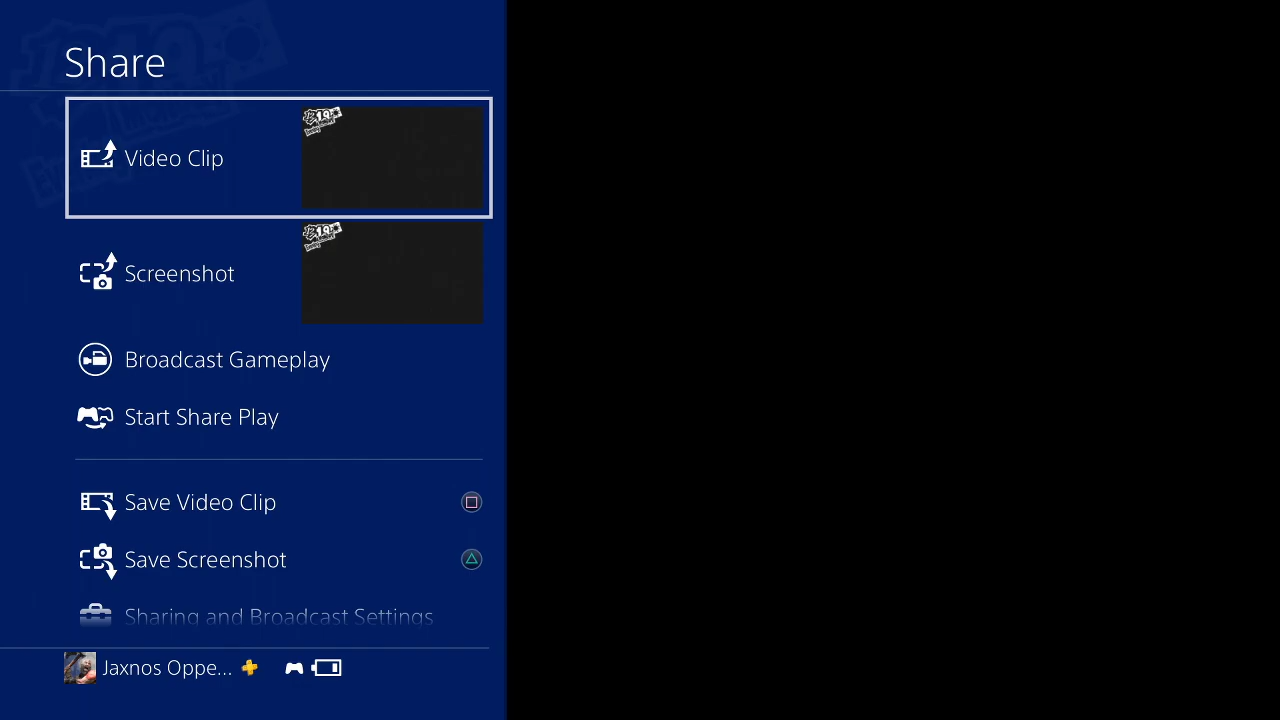 Share
Video Clip
Screenshot
Broadcast Gameplay
Start Share Play
Save Video Clip
Save Screenshot
Sharing and Broadcast Settings
Jaxnos Oppe...